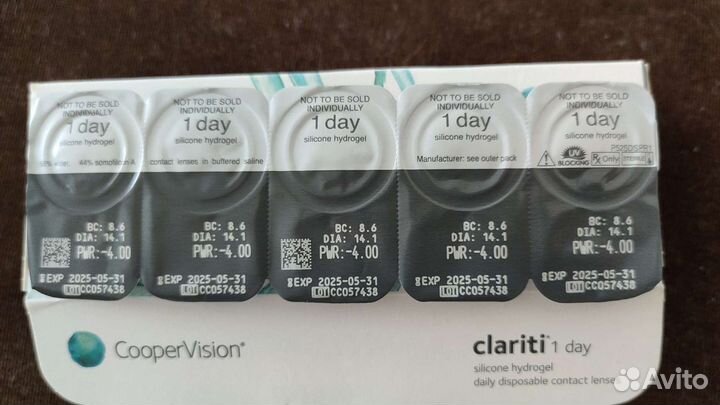 NOT TO BE SOLD
INDIVIDUALLY
1 day
silicone hydrogel
44% somofilcon A
BC: 8.6
DIA: 14.1
PWR:-4.00
EXP 2025-05-31
LOT CC057438
NOT TO BE SOLD
INDIVIDUALLY
1 day
silicone hydrogel
contact lenses in buffered saline
BC: 8.6
DIA: 14.1
PWR:-4.00
EXP 2025-05-31
LOT CC057438
NOT TO BE SOLD
INDIVIDUALLY
1 day
silicone hydrogel
BC: 8.6
DIA: 14.1
PWR:-4.00
EXP 2025-05-31
LOT CC057438
NOT TO BE SOLD
INDIVIDUALLY
1 day
silicone hydrogel
Manufacturer: see outer pack
BC: 8.6
DIA: 14.1
PWR:-4.00
EXP 2025-05-31
LOT CC057438
NOT TO BE SOLD
INDIVIDUALLY
1 day
silicone hydrogel
UV
BLOCKING
Rx Only
STERILE
BC: 8.6
DIA: 14.1
PWR:-4.00
EXP 2025-05-31
LOT CC057438
CooperVision®
clariti® 1 day
silicone hydrogel
daily disposable contact lenses
Avito